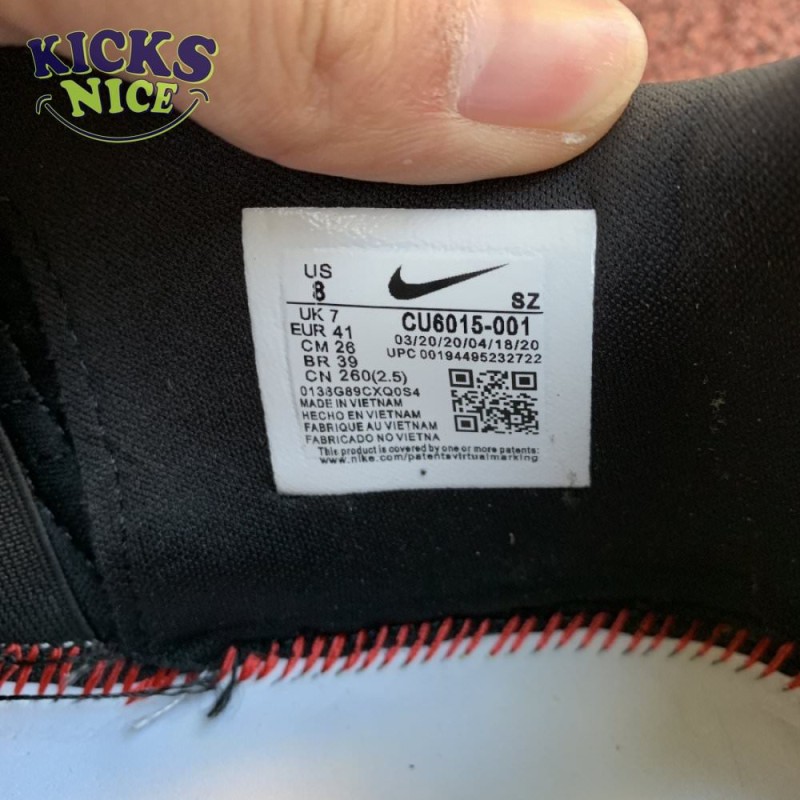 KICKS
NICE
US
8
SZ
UK 7
EUR 41
CM 26
BR 39
CN 260(2.5)
CU6015-001
03/20/20/04/18/20
UPC 00194495232722
0138G89CXQ0S4
MADE IN VIETNAM
HECHO EN VIETNAM
FABRIQUE AU VIETNAM
FABRICADO NO VIETNA
This product is covered by one or more patents:
www.nike.com/patentsvirtualmarking